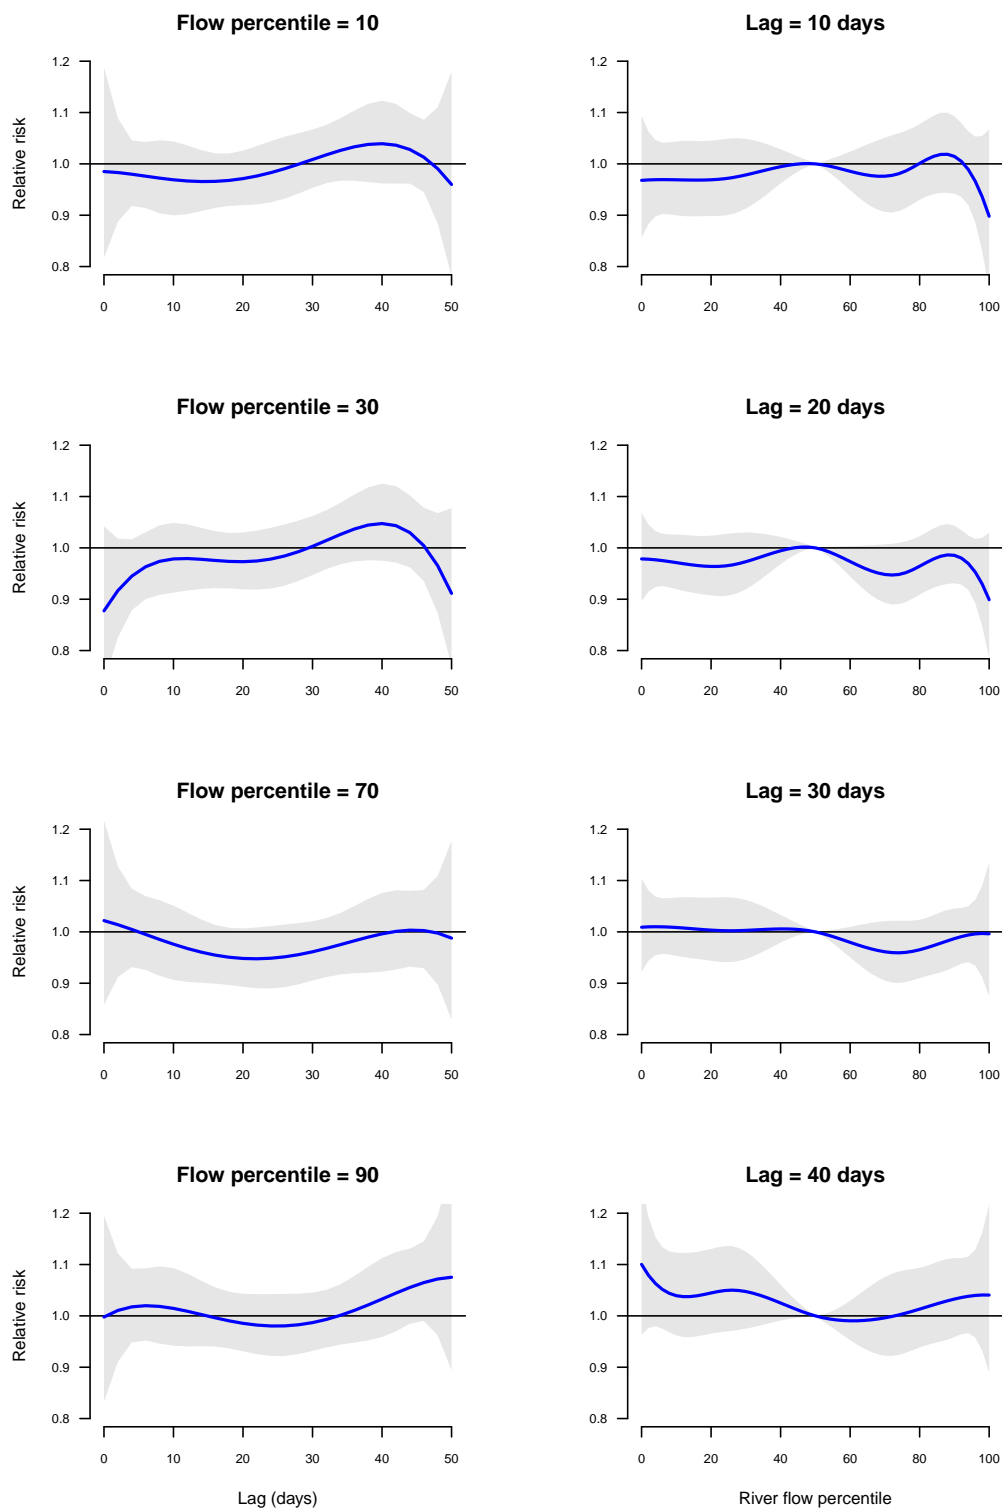 Flow percentile = 10
Lag = 10 days
Relative risk
1.2
1.1
1.0
0.9
0.8
0 10 20 30 40 50
1.2
1.1
1.0
0.9
0.8
0 20 40 60 80 100
Flow percentile = 30
Lag = 20 days
Relative risk
1.2
1.1
1.0
0.9
0.8
0 10 20 30 40 50
1.2
1.1
1.0
0.9
0.8
0 20 40 60 80 100
Flow percentile = 70
Lag = 30 days
Relative risk
1.2
1.1
1.0
0.9
0.8
0 10 20 30 40 50
1.2
1.1
1.0
0.9
0.8
0 20 40 60 80 100
Flow percentile = 90
Lag = 40 days
Relative risk
1.2
1.1
1.0
0.9
0.8
0 10 20 30 40 50
Lag (days)
1.2
1.1
1.0
0.9
0.8
0 20 40 60 80 100
River flow percentile